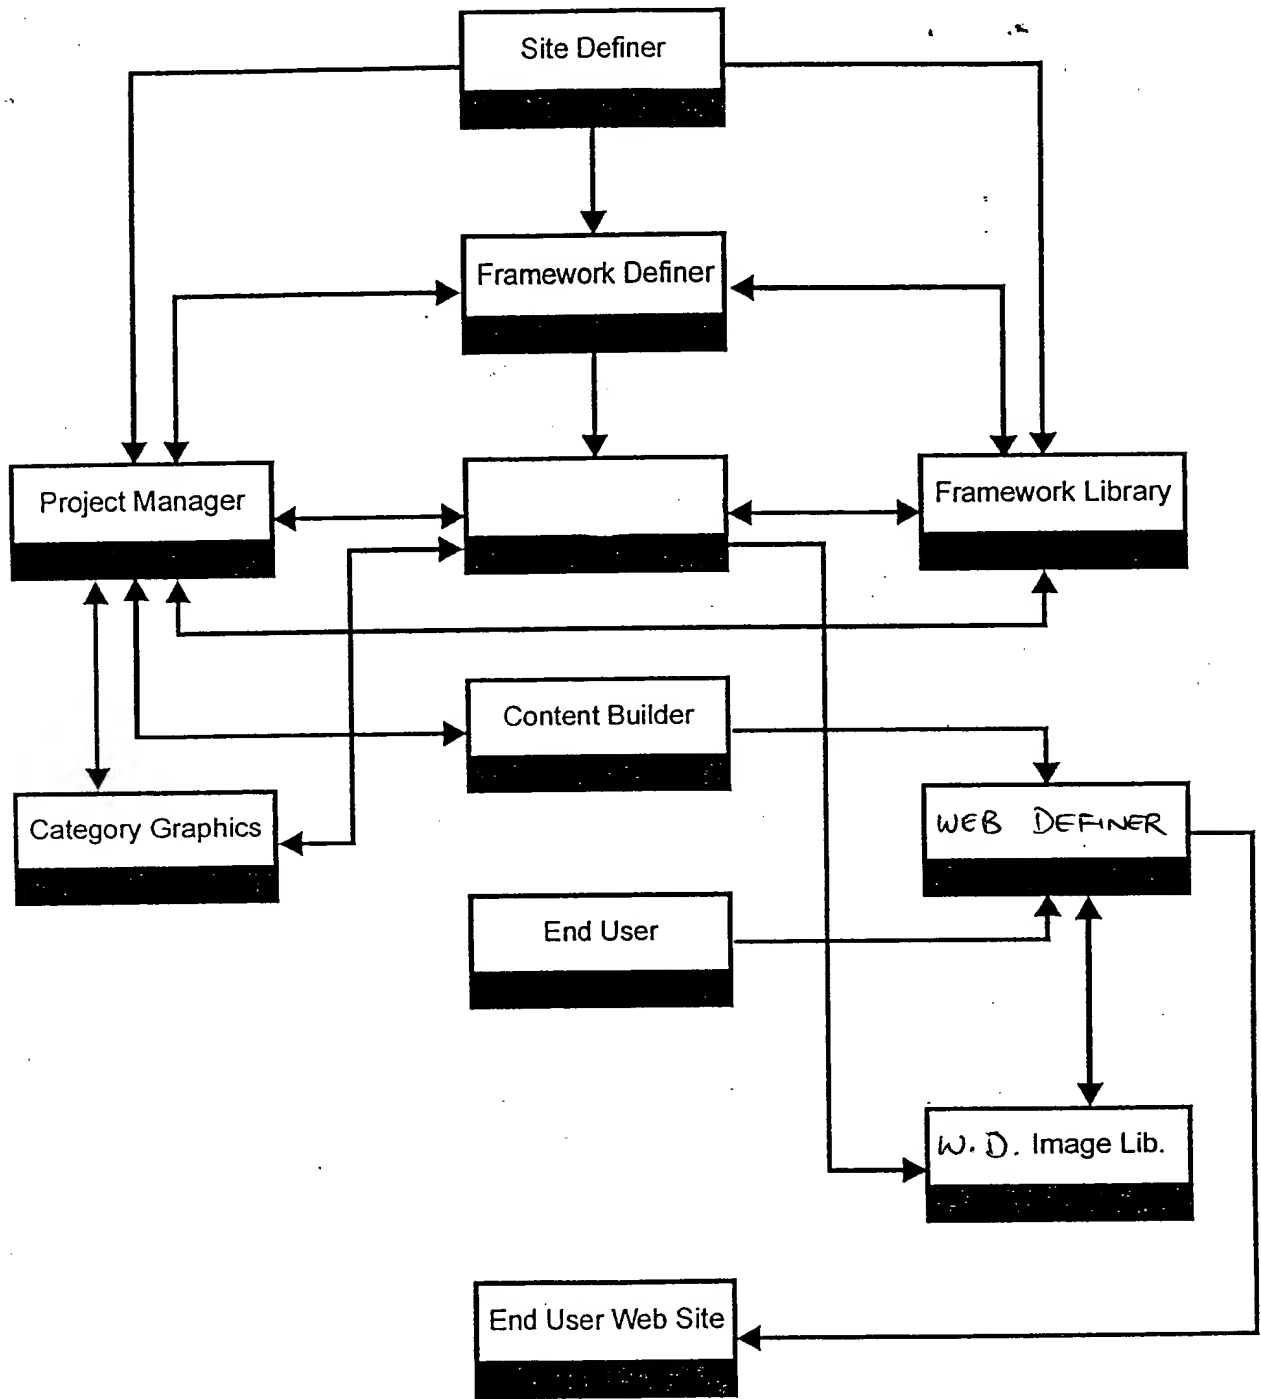 Site Definer
Framework Definer
Project Manager
Framework Library
Content Builder
Category Graphics
WEB DEFINER
End User
W.D. Image Lib.
End User Web Site